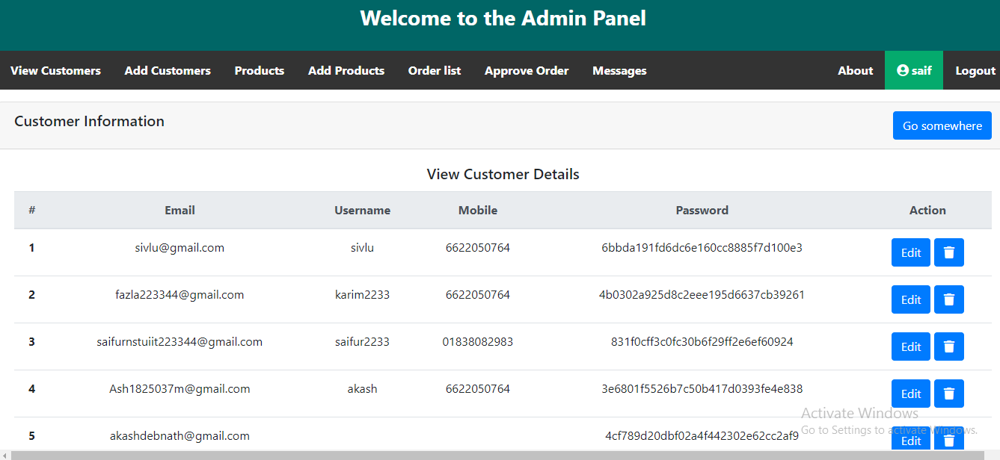 Welcome to the Admin Panel
View Customers Add Customers Products Add Products Order list Approve Order Messages About saif Logout
Customer Information Go somewhere
View Customer Details
# Email Username Mobile Password Action
1 sivlu@gmail.com sivlu 6622050764 6bbda191fd6dc6e160cc8885f7d100e3 Edit
2 fazla223344@gmail.com karim2233 6622050764 4b0302a925d8c2eee195d6637cb39261 Edit
3 saifurnstuiit223344@gmail.com saifur2233 01838082983 831f0cff3c0fc30b6f29ff2e6ef60924 Edit
4 Ash1825037m@gmail.com akash 6622050764 3e6801f5526b7c50b417d0393fe4e838 Edit
Activate Windows
Go to Settings to activate Windows.
5 akashdebnath@gmail.com 4cf789d20dbf02a4f442302e62cc2af9 Edit